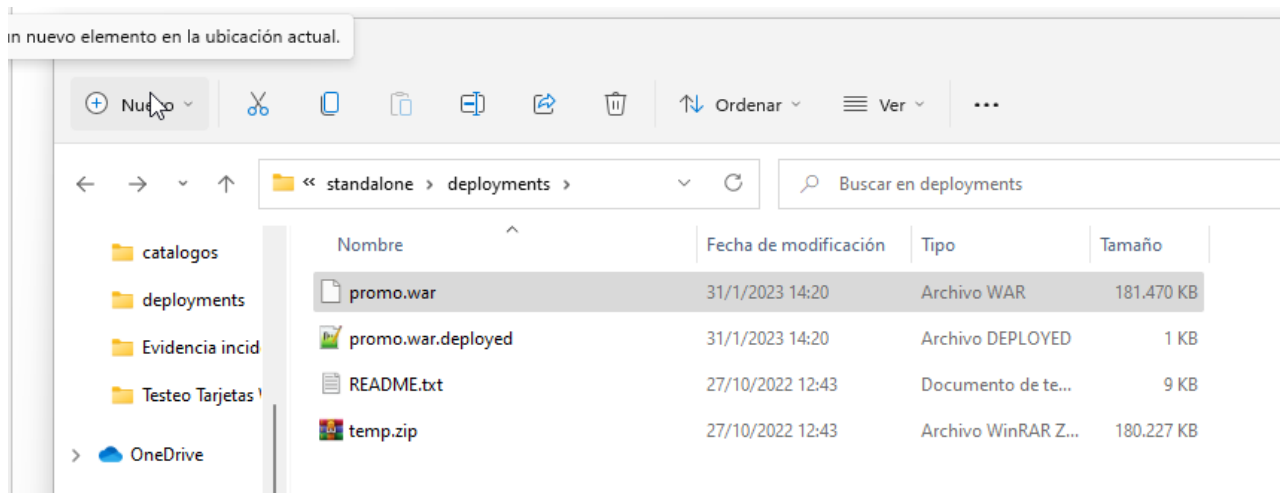 un nuevo elemento en la ubicación actual.
Nuevo
Ordenar
Ver
« standalone > deployments >
Buscar en deployments
Nombre Fecha de modificación Tipo Tamaño
catalogos
promo.war 31/1/2023 14:20 Archivo WAR 181.470 KB
deployments
promo.war.deployed 31/1/2023 14:20 Archivo DEPLOYED 1 KB
Evidencia incid
README.txt 27/10/2022 12:43 Documento de te... 9 KB
Testeo Tarjetas
temp.zip 27/10/2022 12:43 Archivo WinRAR Z... 180.227 KB
OneDrive